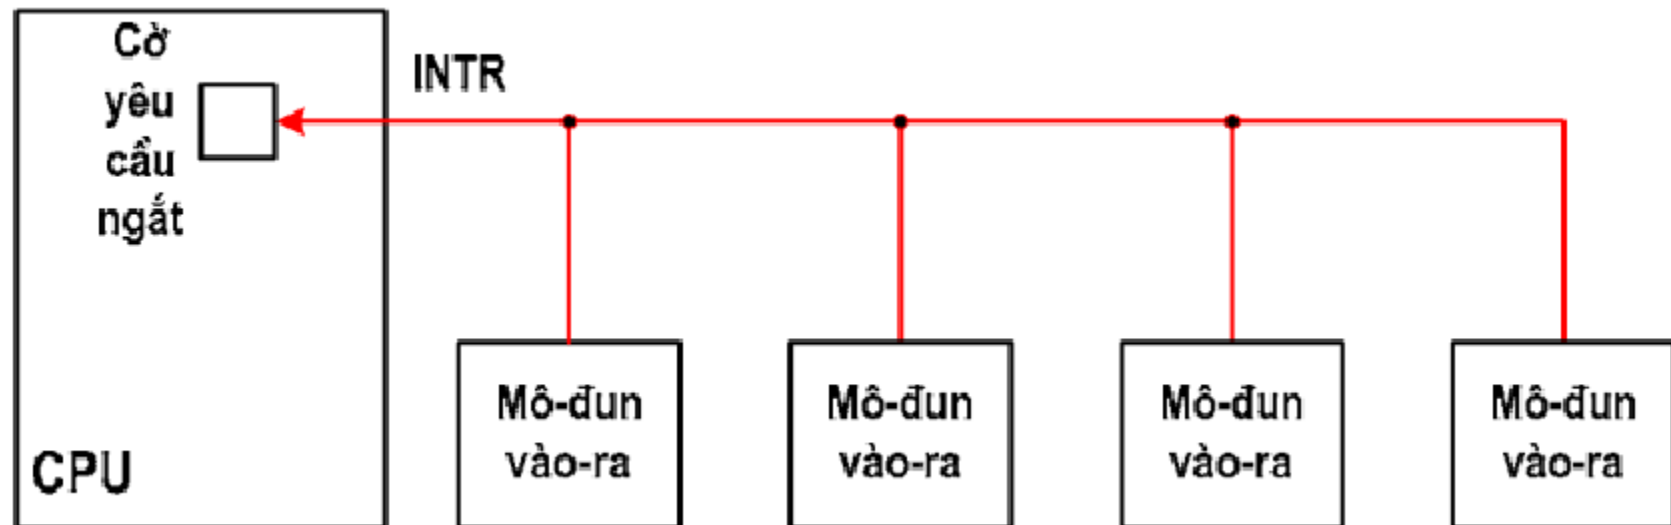 Cờ
yêu
cầu
ngắt
INTR
CPU
Mô-đun
vào-ra
Mô-đun
vào-ra
Mô-đun
vào-ra
Mô-đun
vào-ra